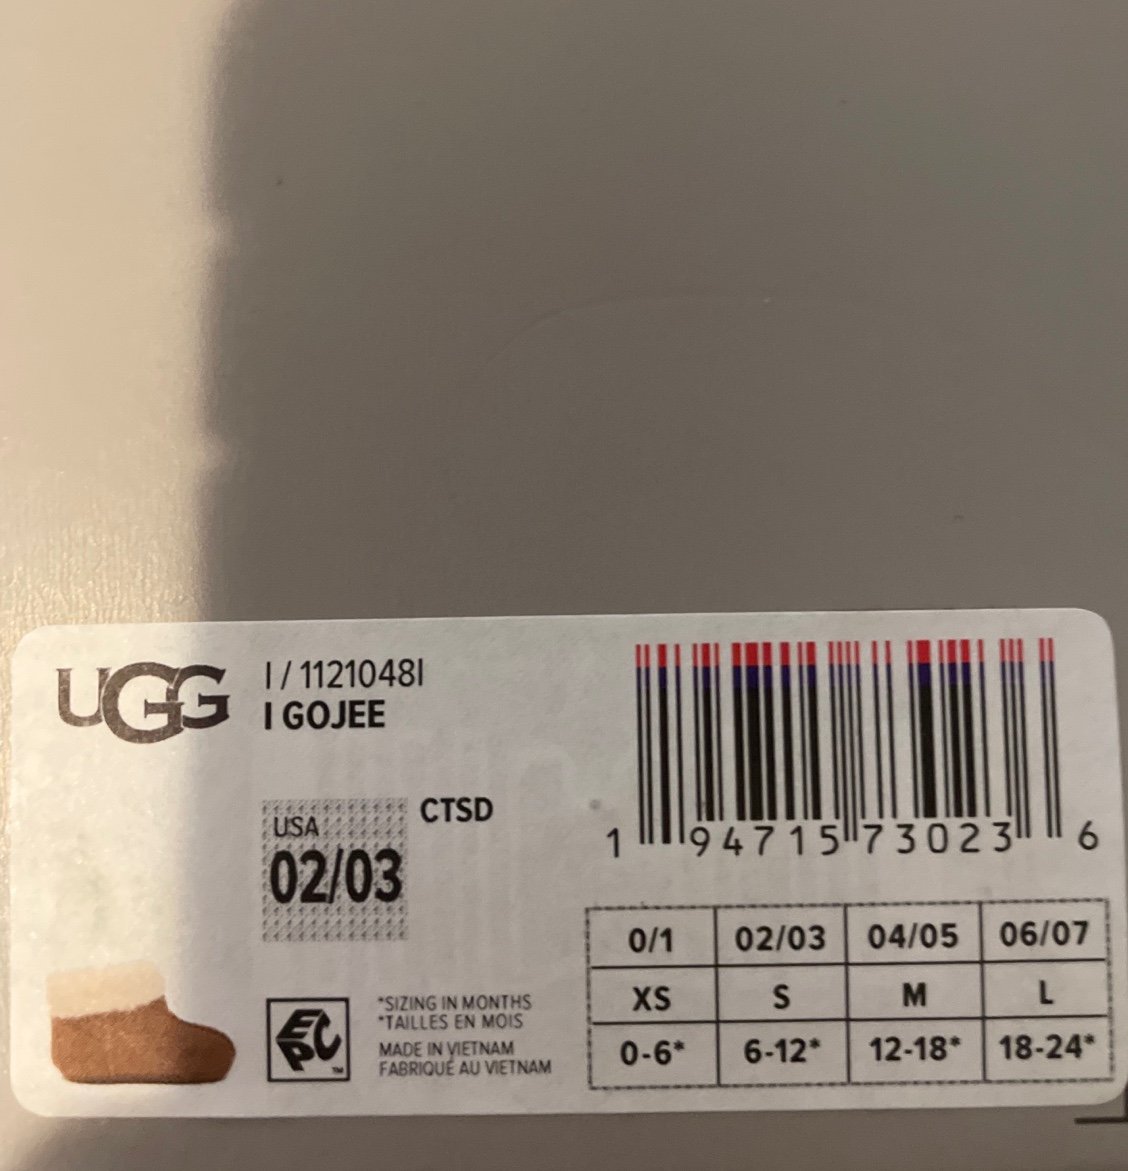 UGG
I / 1121048I
I GOJEE
CTSD
USA
02/03
1 94715 73023 6
0/1 02/03 04/05 06/07
XS S M L
0-6* 6-12* 12-18* 18-24*
EPC™
*SIZING IN MONTHS
*TAILLES EN MOIS
MADE IN VIETNAM
FABRIQUÉ AU VIETNAM